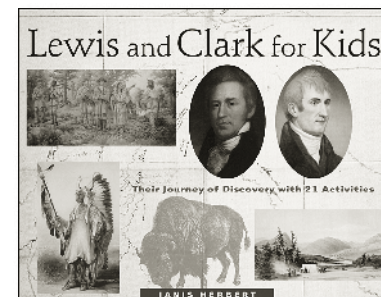 Lewis and Clark for Kids
Their Journey of Discovery with 21 Activities
JANIS HERBERT